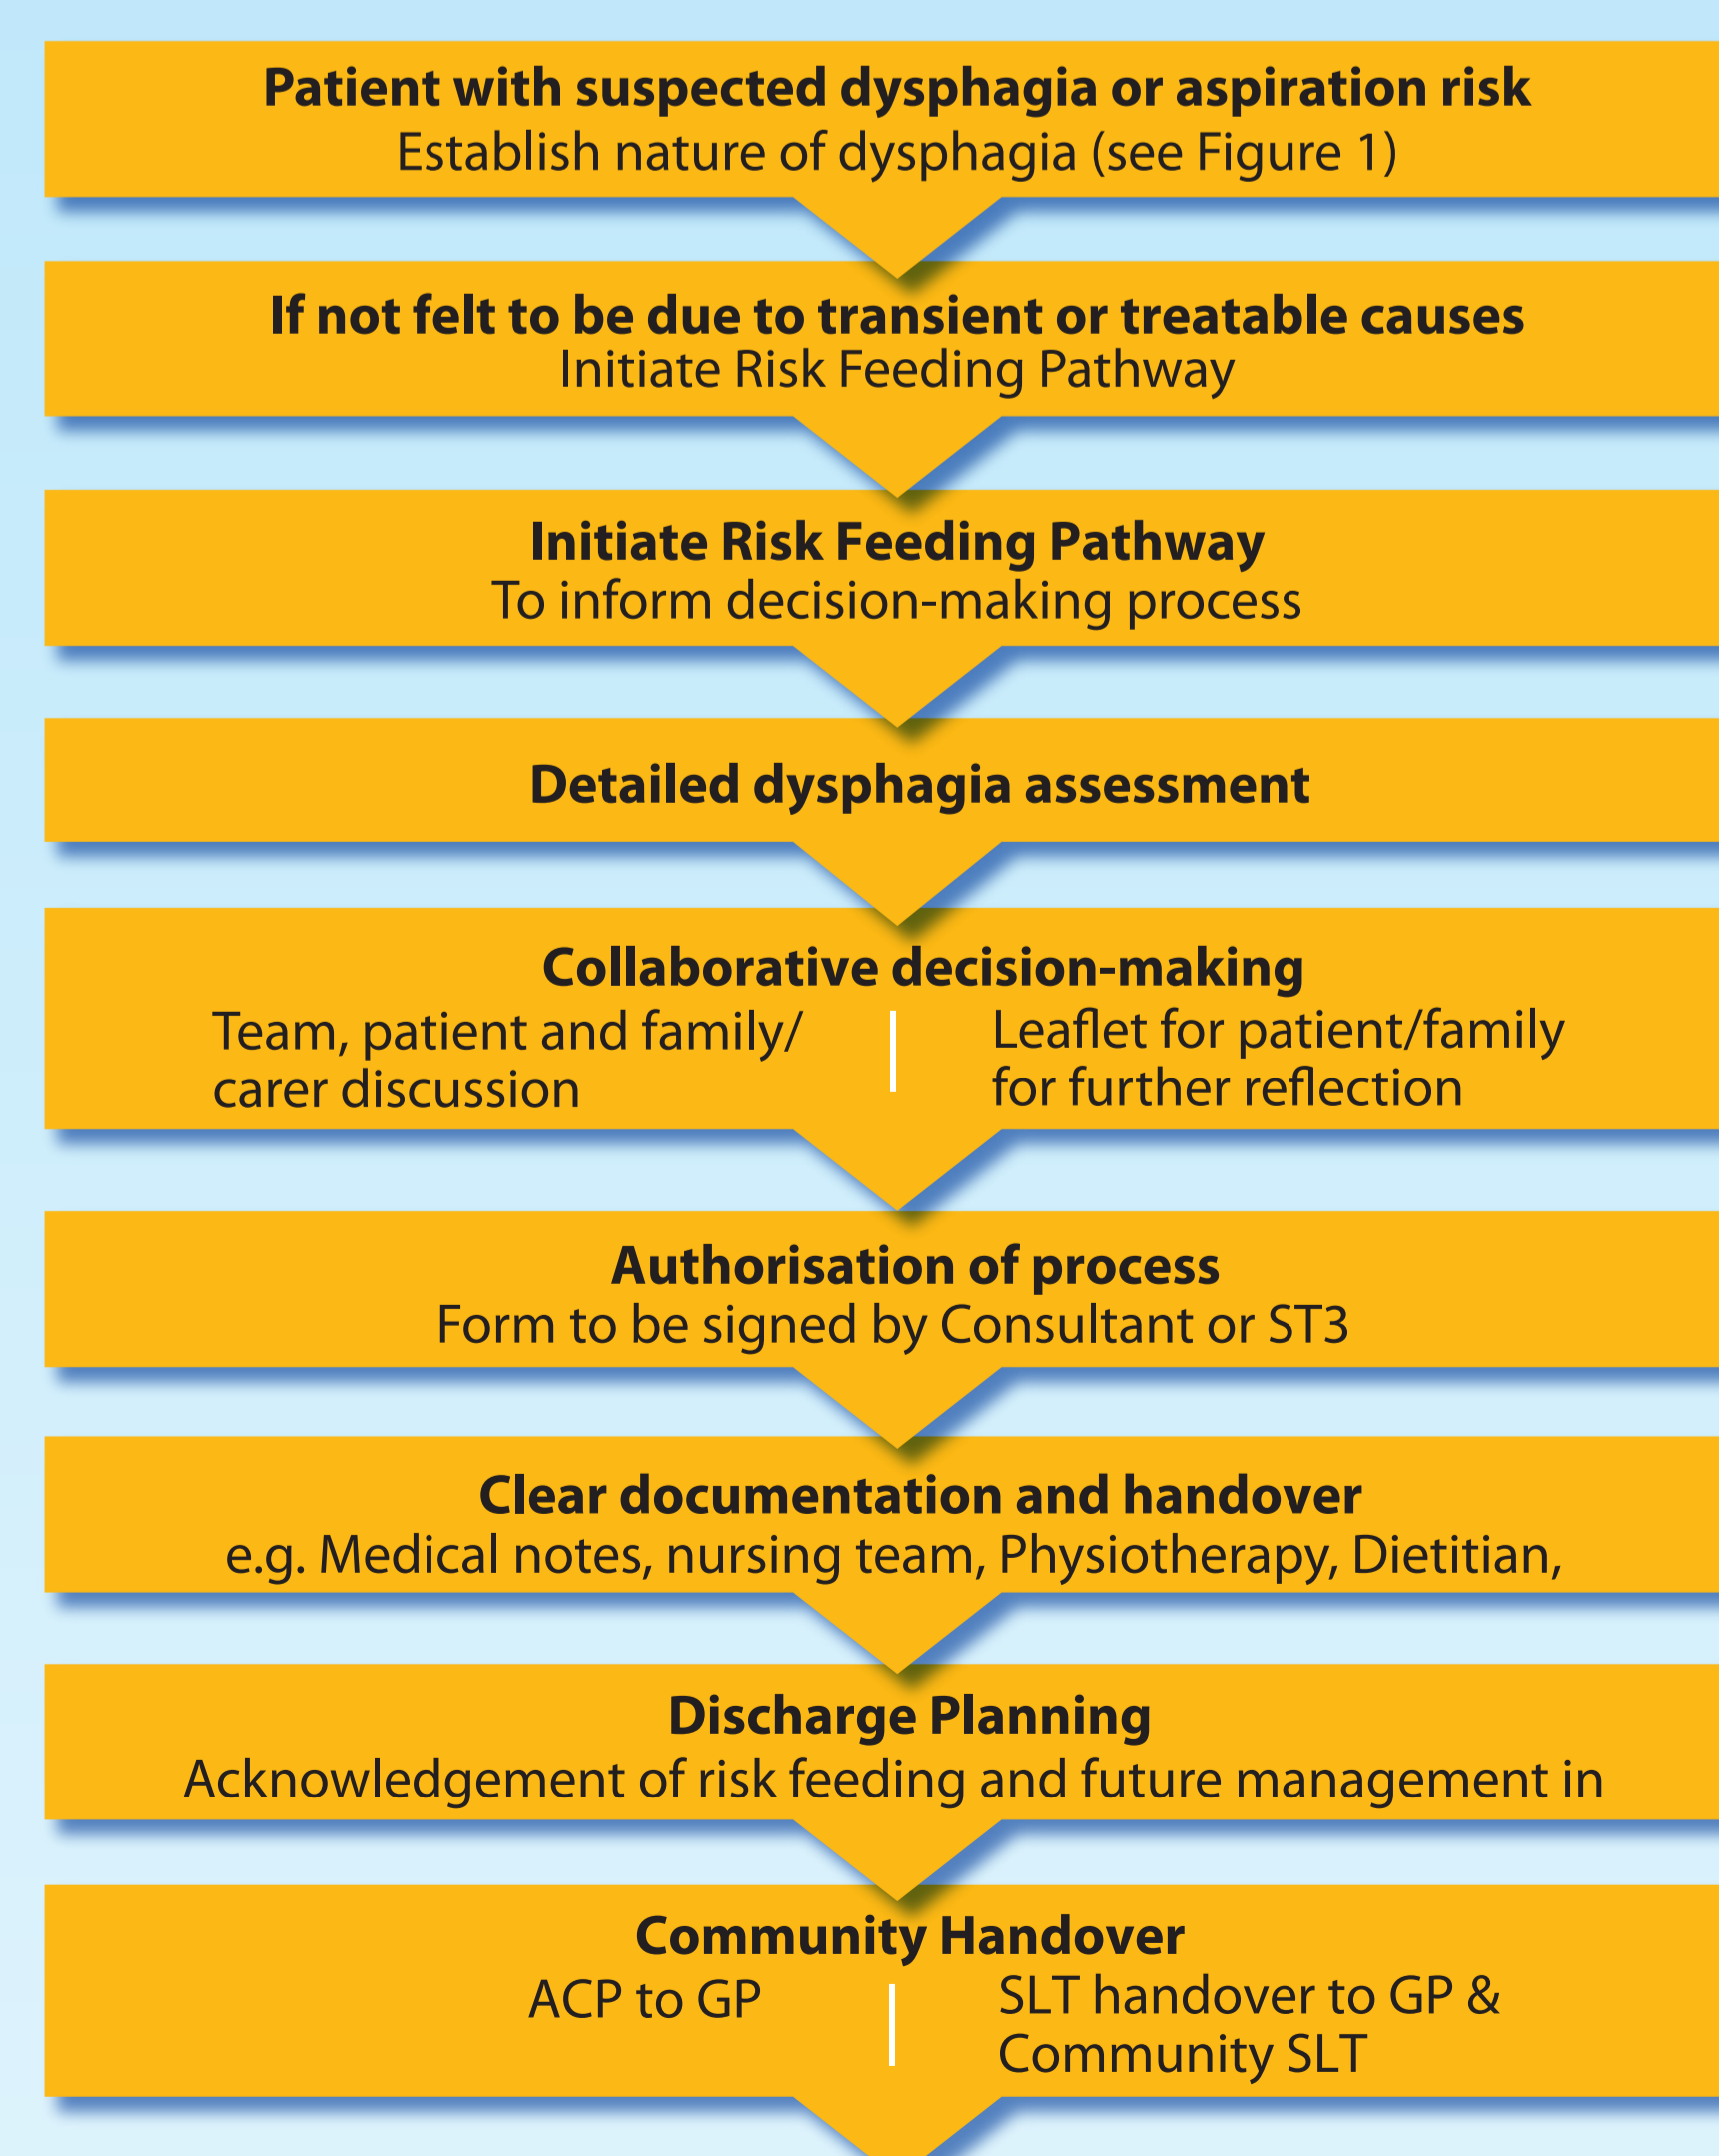 Patient with suspected dysphagia or aspiration risk
Establish nature of dysphagia (see Figure 1)
If not felt to be due to transient or treatable causes
Initiate Risk Feeding Pathway
Initiate Risk Feeding Pathway
To inform decision-making process
Detailed dysphagia assessment
Collaborative decision-making
Team, patient and family/
carer discussion
Leaflet for patient/family
for further reflection
Authorisation of process
Form to be signed by Consultant or ST3
Clear documentation and handover
e.g. Medical notes, nursing team, Physiotherapy, Dietitian,
Discharge Planning
Acknowledgement of risk feeding and future management in
Community Handover
ACP to GP
SLT handover to GP &
Community SLT